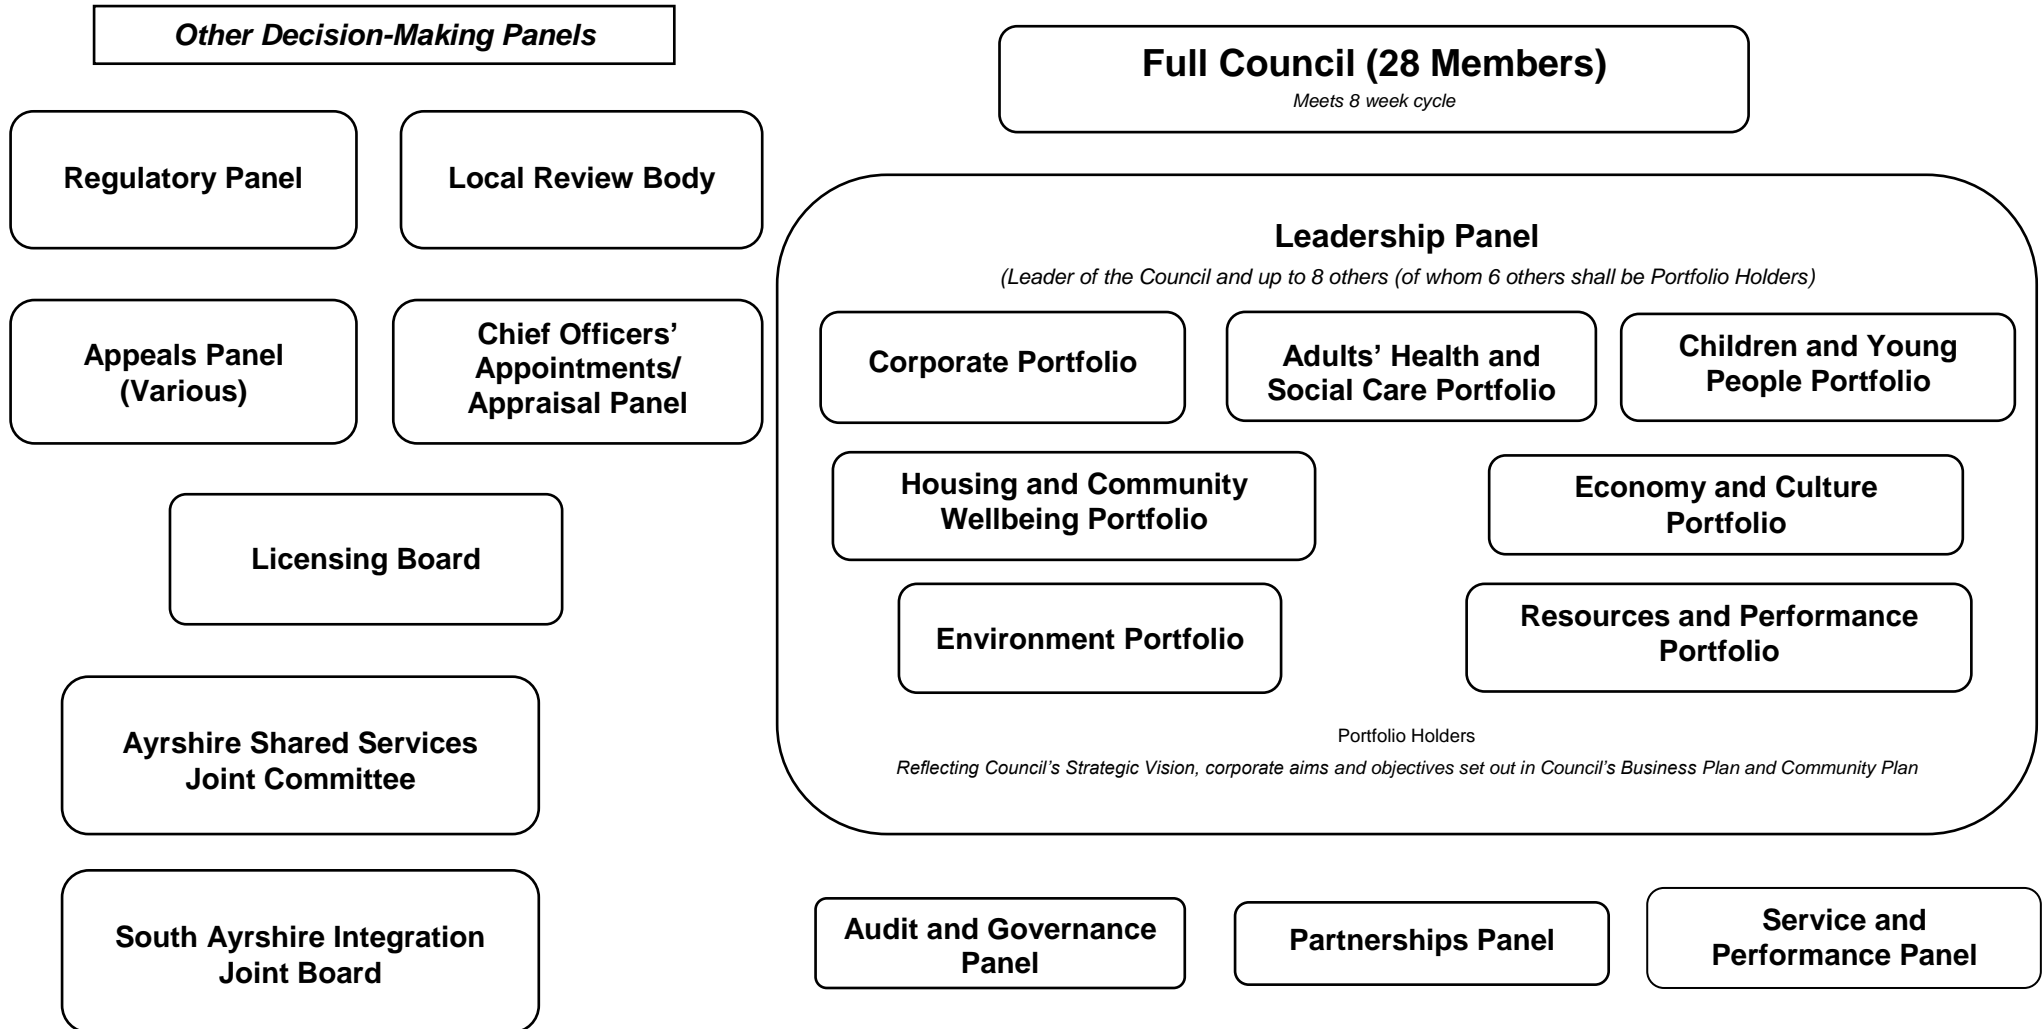 Other Decision-Making Panels
Regulatory Panel
Local Review Body
Appeals Panel
(Various)
Chief Officers’
Appointments/
Appraisal Panel
Licensing Board
Ayrshire Shared Services
Joint Committee
South Ayrshire Integration
Joint Board
Full Council (28 Members)
Meets 8 week cycle
Leadership Panel
(Leader of the Council and up to 8 others (of whom 6 others shall be Portfolio Holders)
Corporate Portfolio
Adults’ Health and
Social Care Portfolio
Children and Young
People Portfolio
Housing and Community
Wellbeing Portfolio
Economy and Culture
Portfolio
Environment Portfolio
Resources and Performance
Portfolio
Portfolio Holders
Reflecting Council’s Strategic Vision, corporate aims and objectives set out in Council’s Business Plan and Community Plan
Audit and Governance
Panel
Partnerships Panel
Service and
Performance Panel